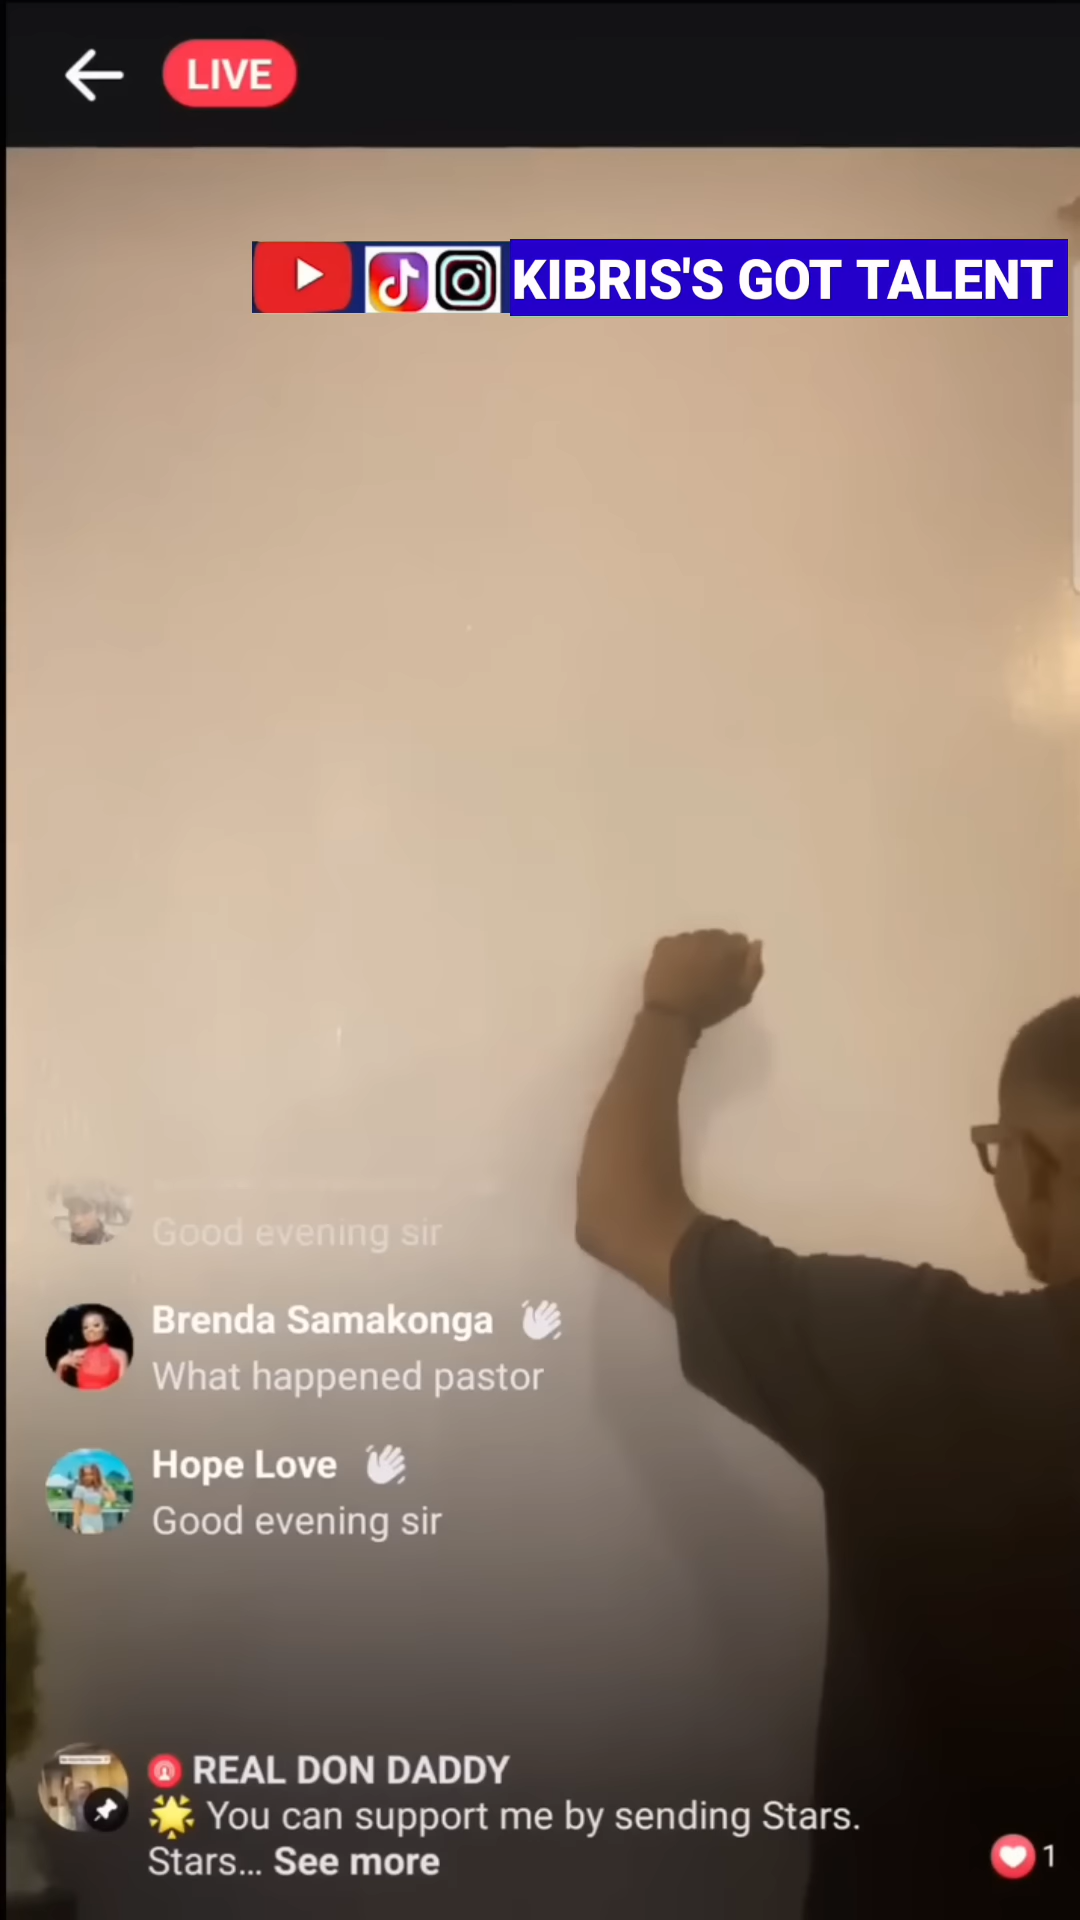 LIVE
KIBRIS'S GOT TALENT
Good evening sir
Brenda Samakonga 👋
What happened pastor
Hope Love 👋
Good evening sir
REAL DON DADDY
🌟 You can support me by sending Stars.
Stars... See more
1